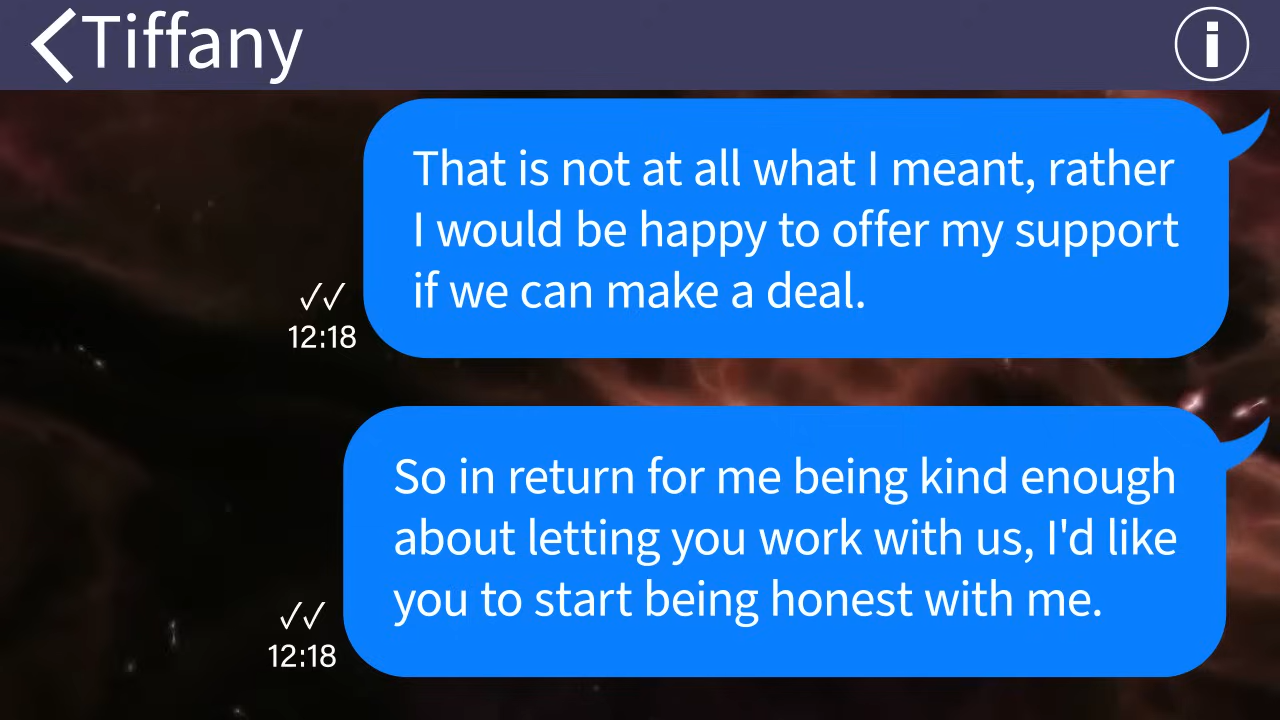 Tiffany
That is not at all what I meant, rather
I would be happy to offer my support
if we can make a deal.
✓✓
12:18
So in return for me being kind enough
about letting you work with us, I'd like
you to start being honest with me.
✓✓
12:18